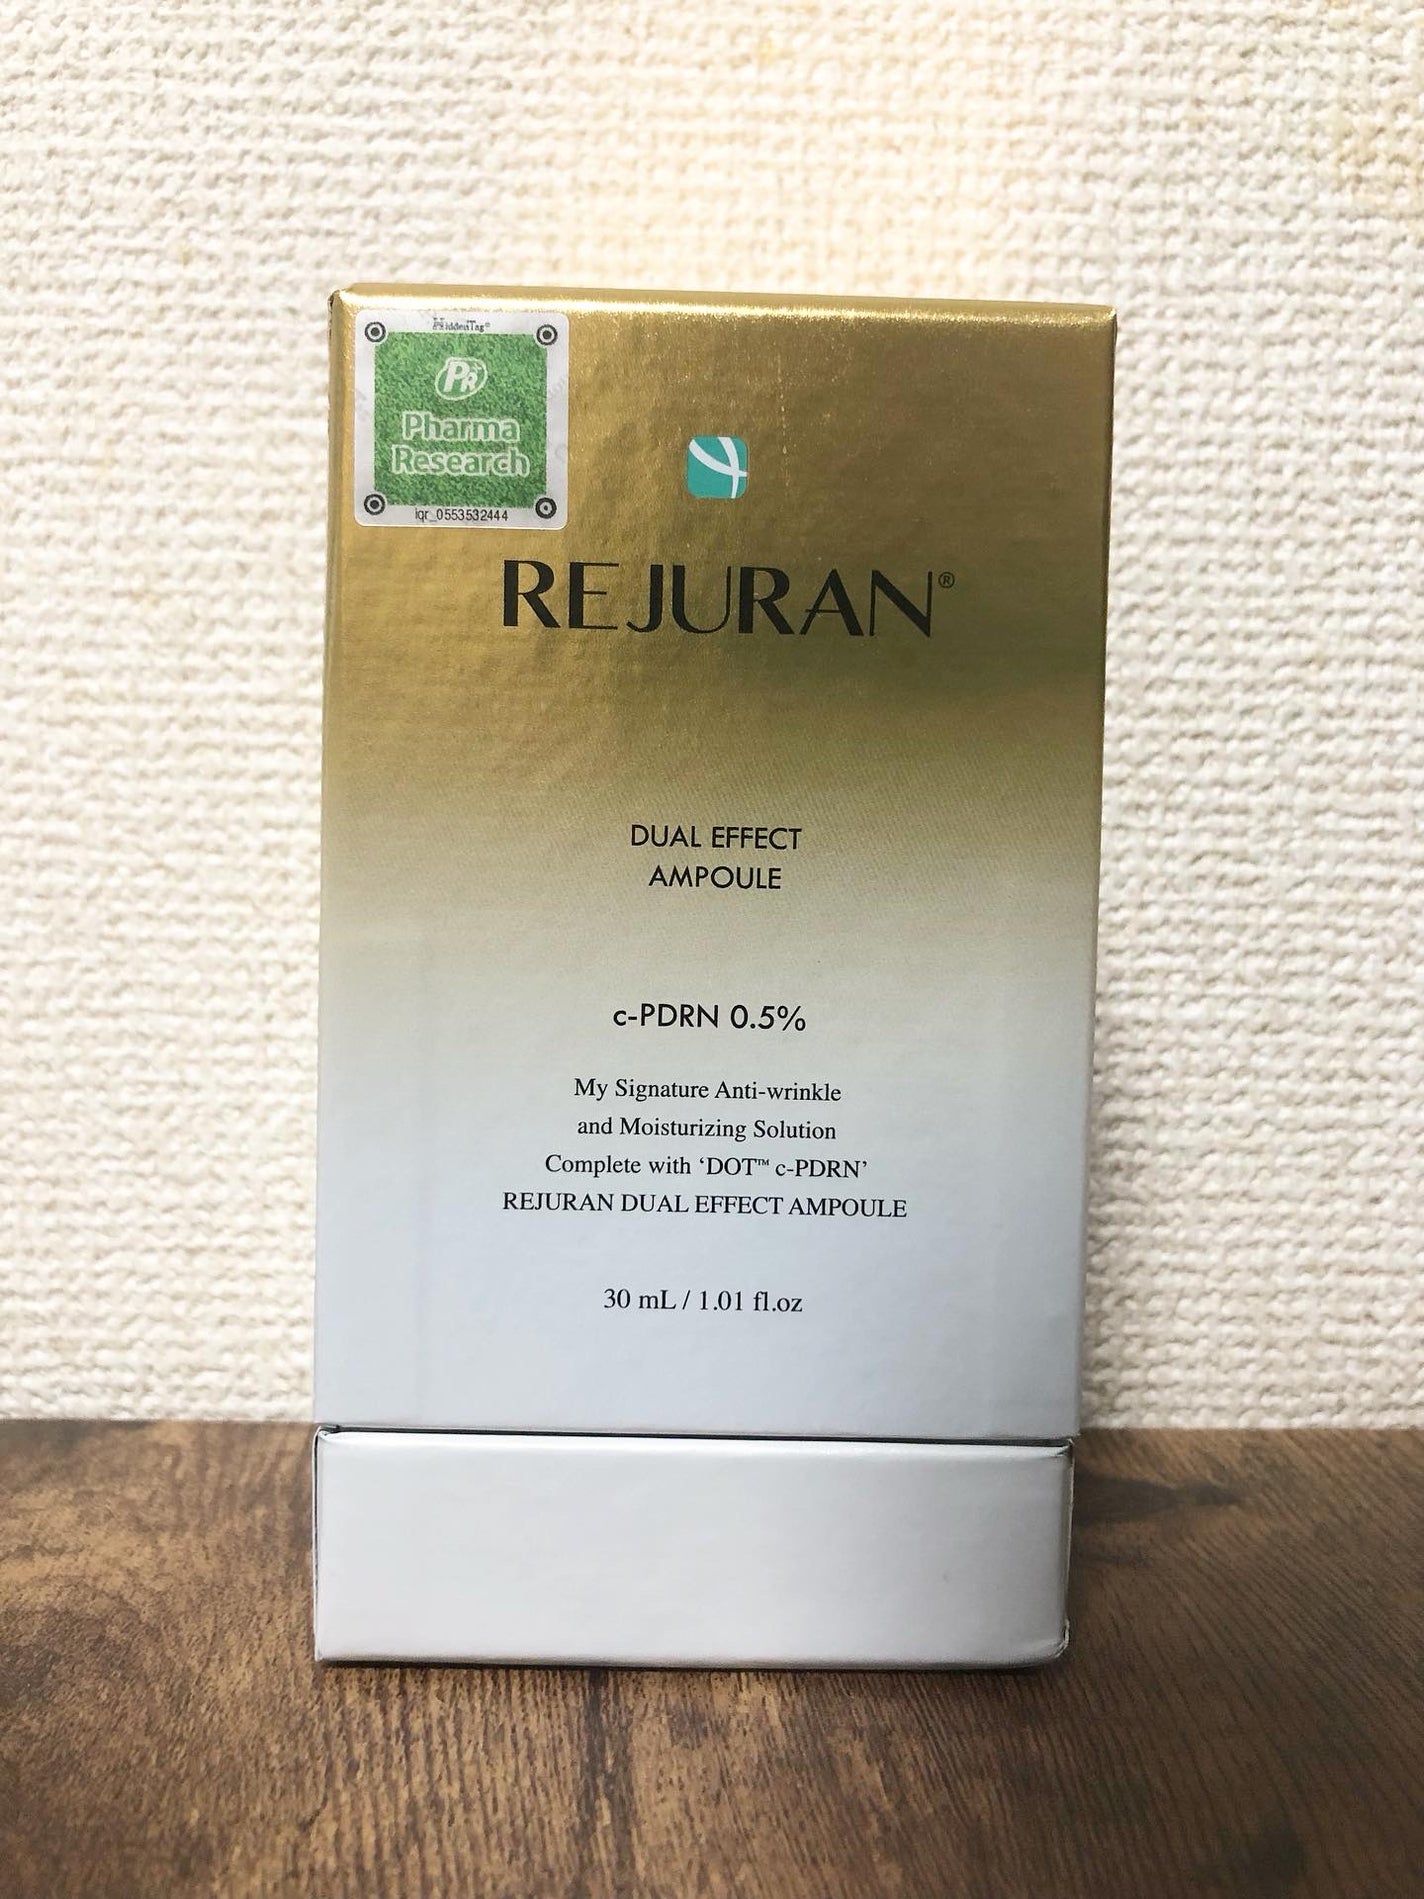 HiddenTag®
PR
Pharma
Research
iqr_0553532444
REJURAN®
DUAL EFFECT
AMPOULE
c-PDRN 0.5%
My Signature Anti-wrinkle
and Moisturizing Solution
Complete with ‘DOT™ c-PDRN’
REJURAN DUAL EFFECT AMPOULE
30 mL / 1.01 fl.oz